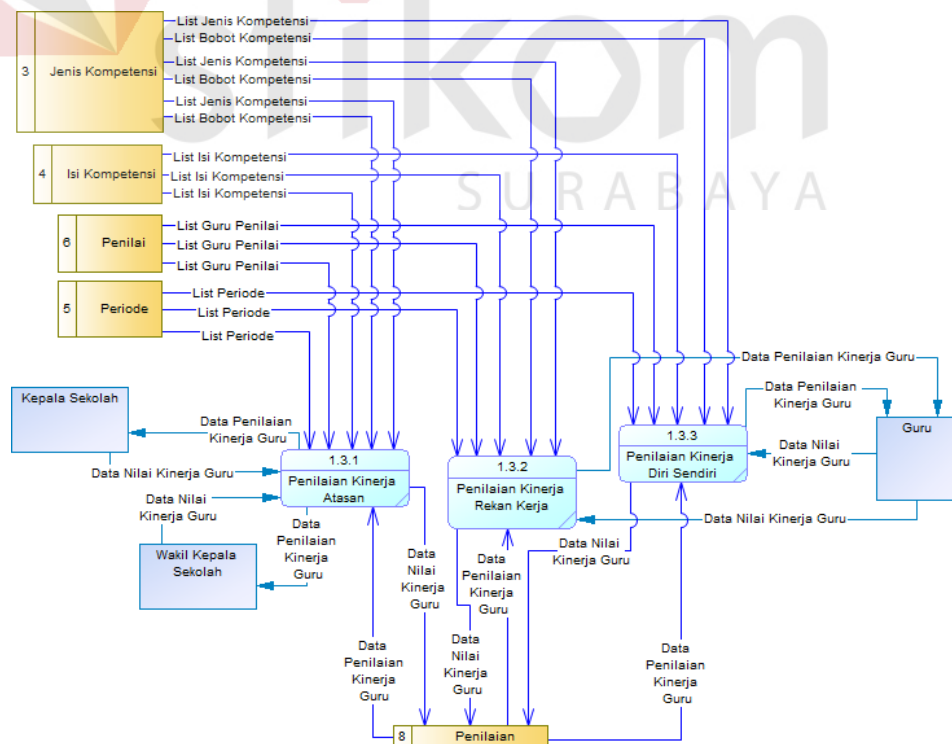 stikom
SURABAYA
3
Jenis Kompetensi
List Jenis Kompetensi
List Bobot Kompetensi
List Jenis Kompetensi
List Bobot Kompetensi
List Jenis Kompetensi
List Bobot Kompetensi
4
Isi Kompetensi
List Isi Kompetensi
List Isi Kompetensi
List Isi Kompetensi
6
Penilai
List Guru Penilai
List Guru Penilai
List Guru Penilai
5
Periode
List Periode
List Periode
List Periode
Data Penilaian Kinerja Guru
Kepala Sekolah
Data Penilaian
Kinerja Guru
Data Nilai Kinerja Guru
Data Nilai
Kinerja Guru
Wakil Kepala
Sekolah
Data
Penilaian
Kinerja
Guru
1.3.1
Penilaian Kinerja
Atasan
1.3.2
Penilaian Kinerja
Rekan Kerja
1.3.3
Penilaian Kinerja
Diri Sendiri
Data Penilaian
Kinerja Guru
Guru
Data Nilai
Kinerja Guru
Data Nilai Kinerja Guru
Data
Nilai
Kinerja
Guru
Data
Penilaian
Kinerja
Guru
Data Nilai
Kinerja Guru
Data
Penilaian
Kinerja
Guru
Data
Nilai
Kinerja
Guru
Data
Penilaian
Kinerja
Guru
8
Penilaian